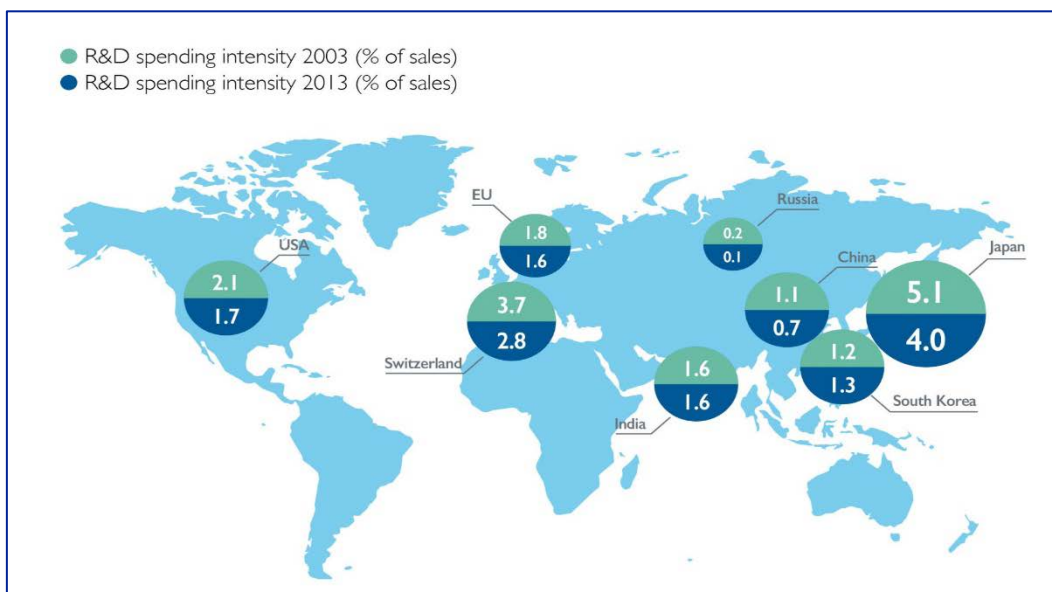 R&D spending intensity 2003 (% of sales)
R&D spending intensity 2013 (% of sales)
EU
1.8
1.6
Russia
0.2
0.1
USA
2.1
1.7
Japan
5.1
4.0
China
1.1
0.7
Switzerland
3.7
2.8
South Korea
1.2
1.3
India
1.6
1.6